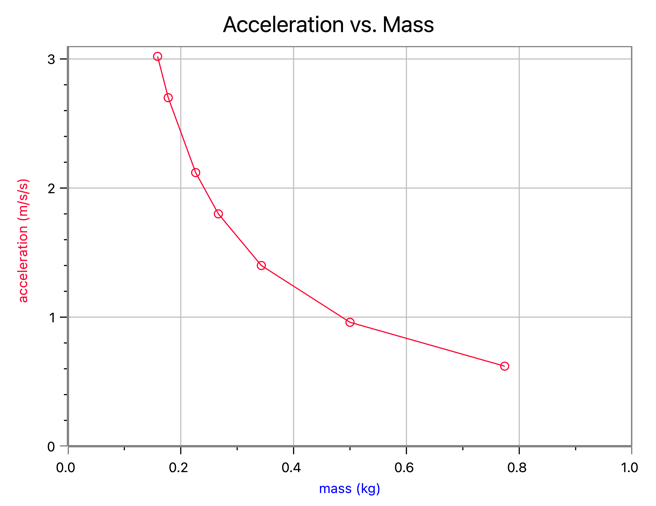 Acceleration vs. Mass
acceleration (m/s/s)
3
2
1
0
0.0 0.2 0.4 0.6 0.8 1.0
mass (kg)